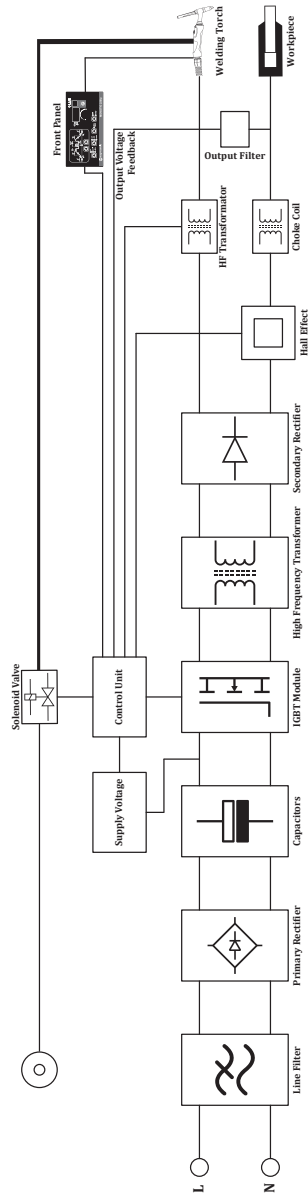 Welding Torch
Workpiece
Front Panel
Output Voltage
Feedback
Output Filter
HF Transformator
Choke Coil
Hall Effect
Secondary Rectifier
High Frequency Transformer
Solenoid Valve
Control Unit
IGBT Module
Supply Voltage
Capacitors
Primary Rectifier
Line Filter
L
N